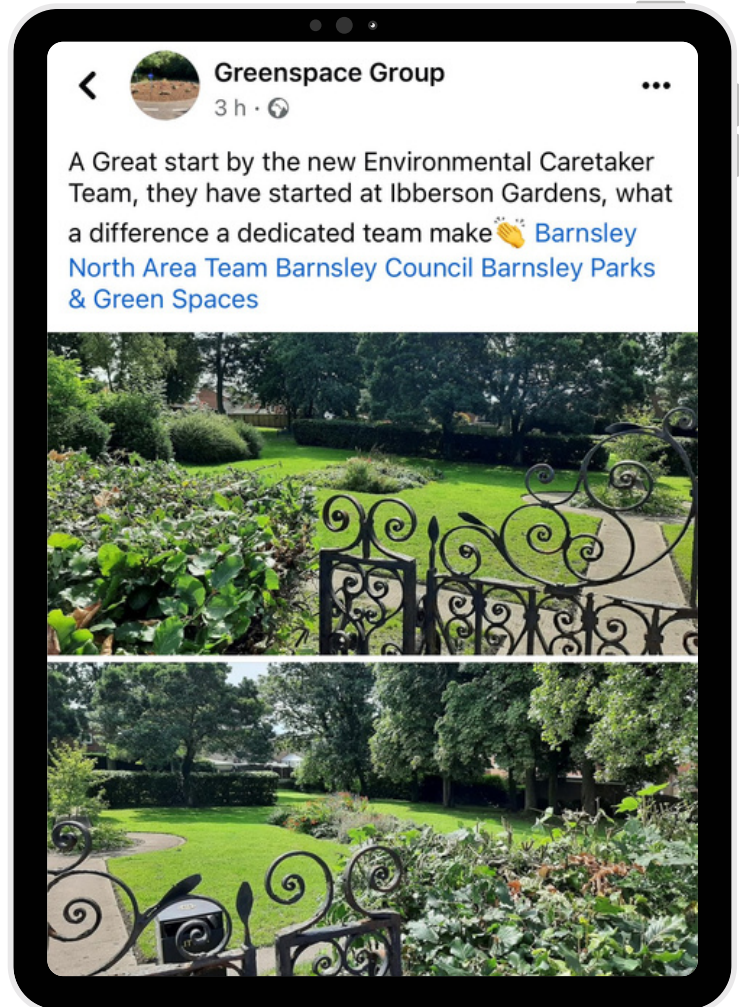 Greenspace Group
3 h ·
A Great start by the new Environmental Caretaker
Team, they have started at Ibberson Gardens, what
a difference a dedicated team make👏 Barnsley
North Area Team Barnsley Council Barnsley Parks
& Green Spaces